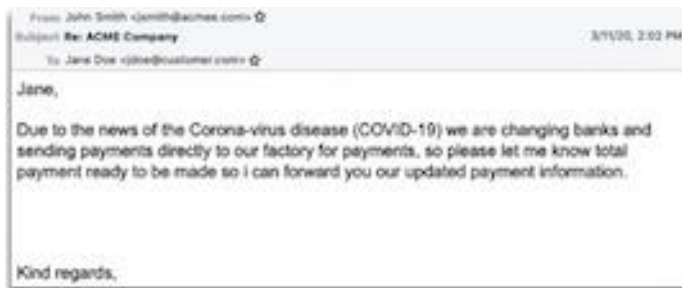 From: John Smith <jsmith@acmee.com>
Subject: Re: ACME Company 3/11/20, 2:02 PM
To: Jane Doe <jdoe@customer.com>
Jane,
Due to the news of the Corona-virus disease (COVID-19) we are changing banks and
sending payments directly to our factory for payments, so please let me know total
payment ready to be made so i can forward you our updated payment information.
Kind regards,